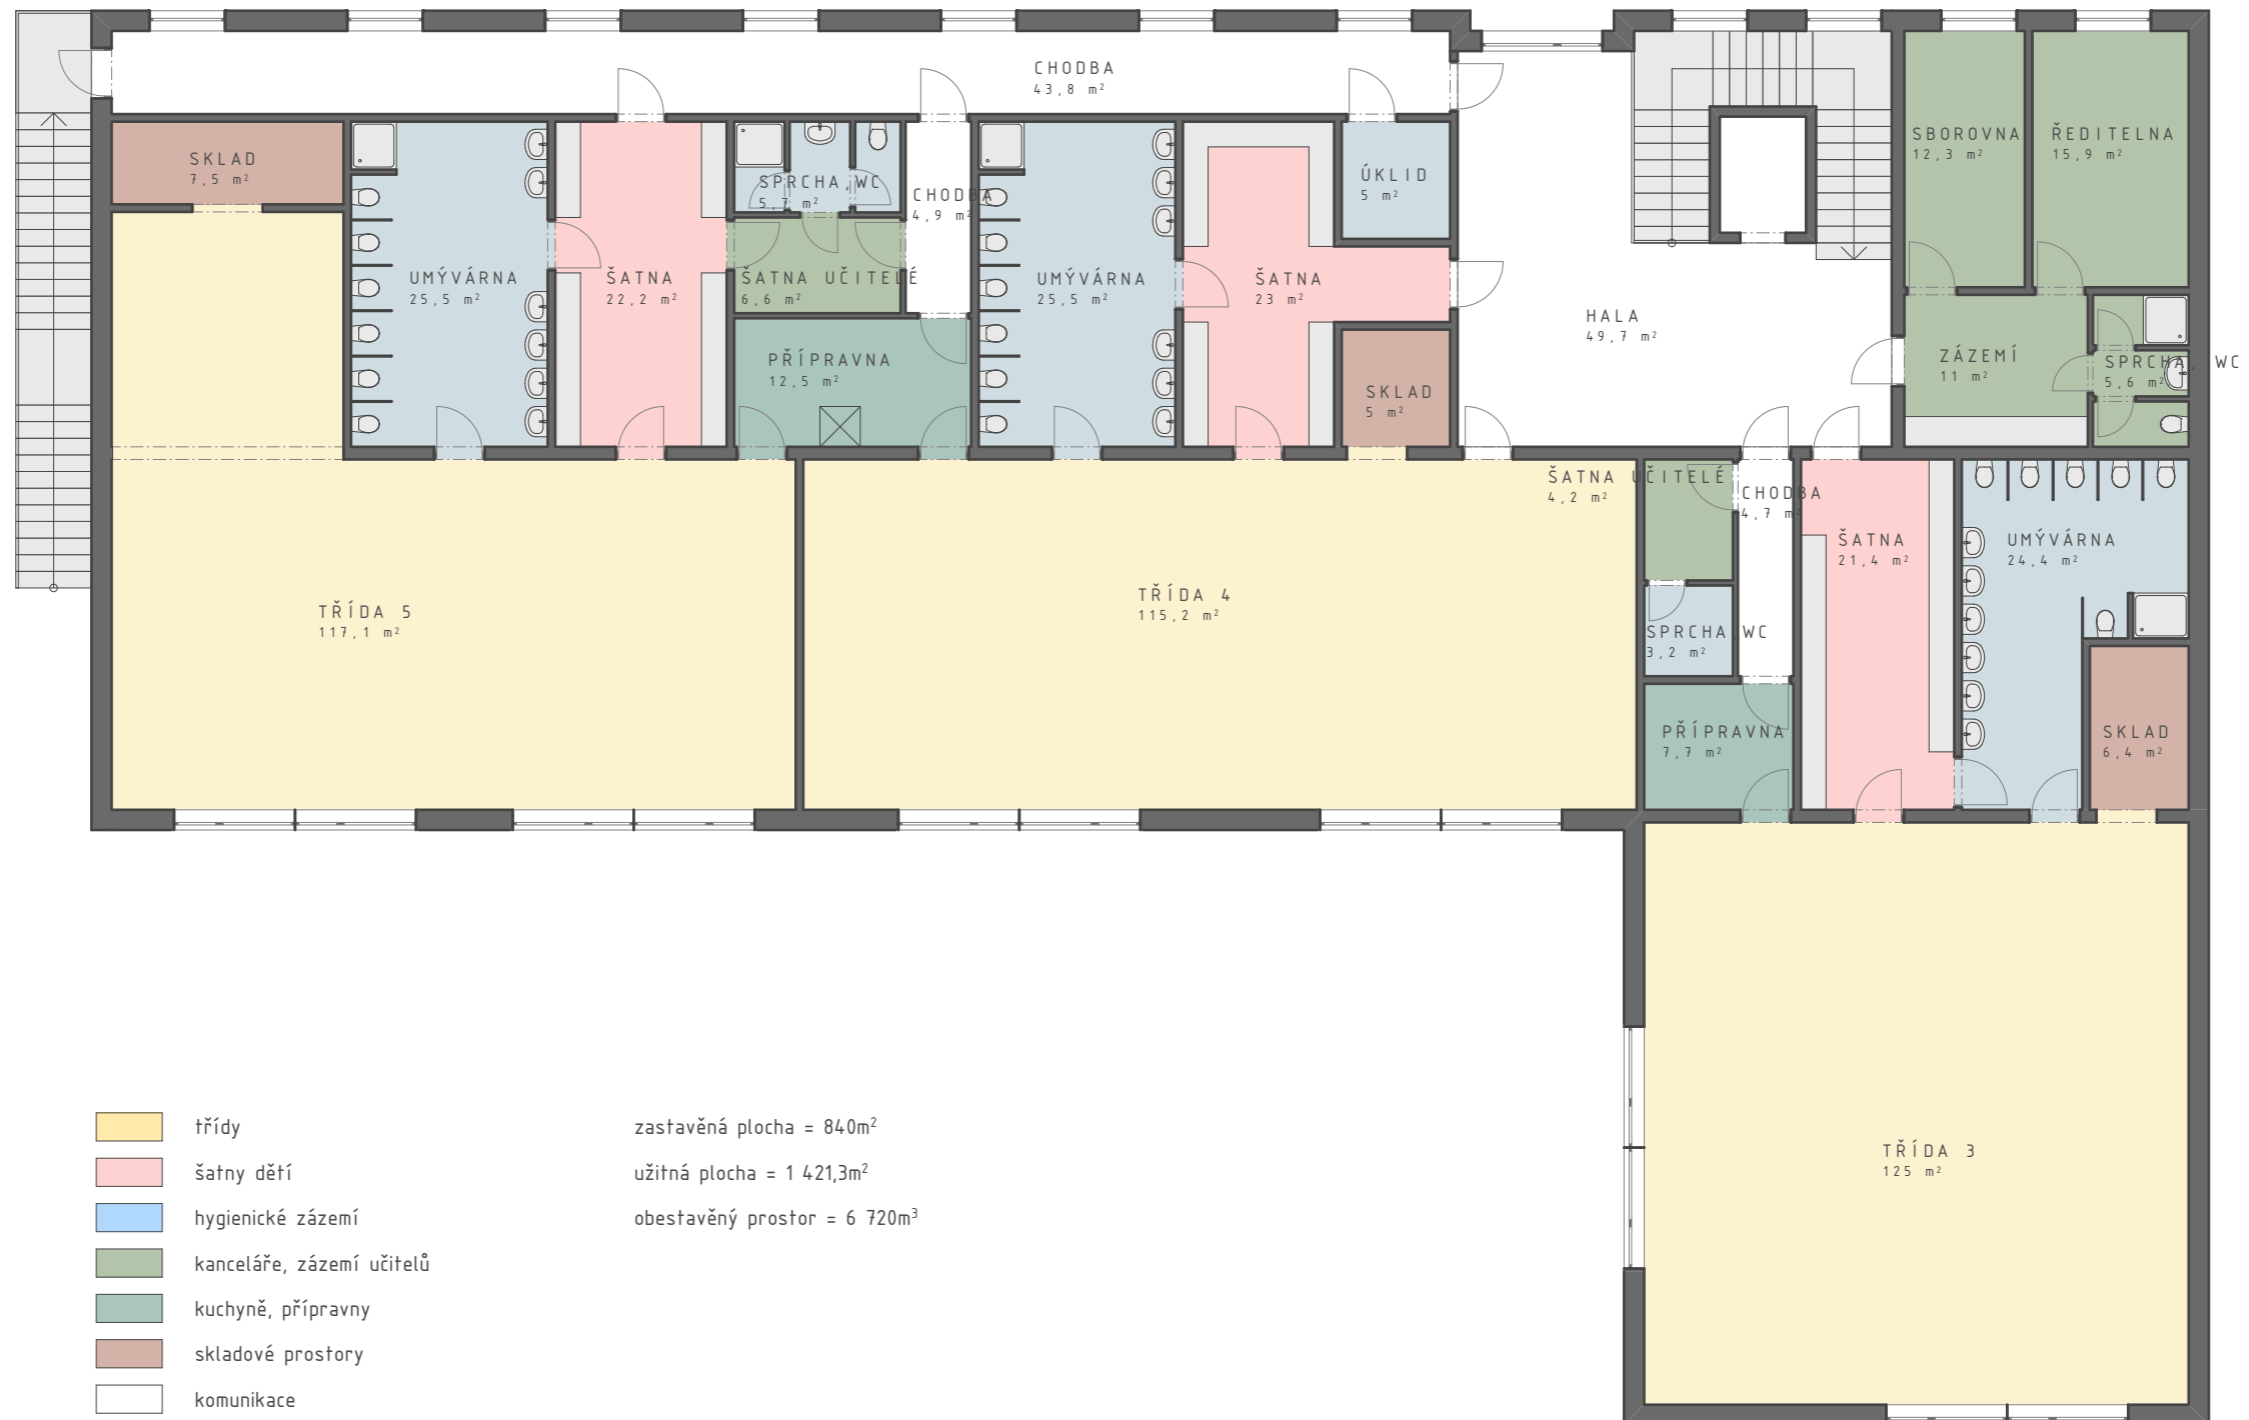 CHODBA
43,8 m²
SKLAD
7,5 m²
UMÝVÁRNA
25,5 m²
ŠATNA
22,2 m²
SPRCHA,WC
5,7 m²
CHODBA
4,9 m²
ŠATNA UČITELÉ
6,6 m²
PŘÍPRAVNA
12,5 m²
UMÝVÁRNA
25,5 m²
ŠATNA
23 m²
ÚKLID
5 m²
SKLAD
5 m²
HALA
49,7 m²
SBOROVNA
12,3 m²
ŘEDITELNA
15,9 m²
ZÁZEMÍ
11 m²
SPRCHA, WC
5,6 m²
TŘÍDA 5
117,1 m²
TŘÍDA 4
115,2 m²
ŠATNA UČITELÉ
4,2 m²
CHODBA
4,7 m²
SPRCHA,WC
3,2 m²
PŘÍPRAVNA
7,7 m²
ŠATNA
21,4 m²
UMÝVÁRNA
24,4 m²
SKLAD
6,4 m²
TŘÍDA 3
125 m²
třídy
šatny dětí
hygienické zázemí
kanceláře, zázemí učitelů
kuchyně, přípravny
skladové prostory
komunikace
zastavěná plocha = 840m²
užitná plocha = 1 421,3m²
obestavěný prostor = 6 720m³